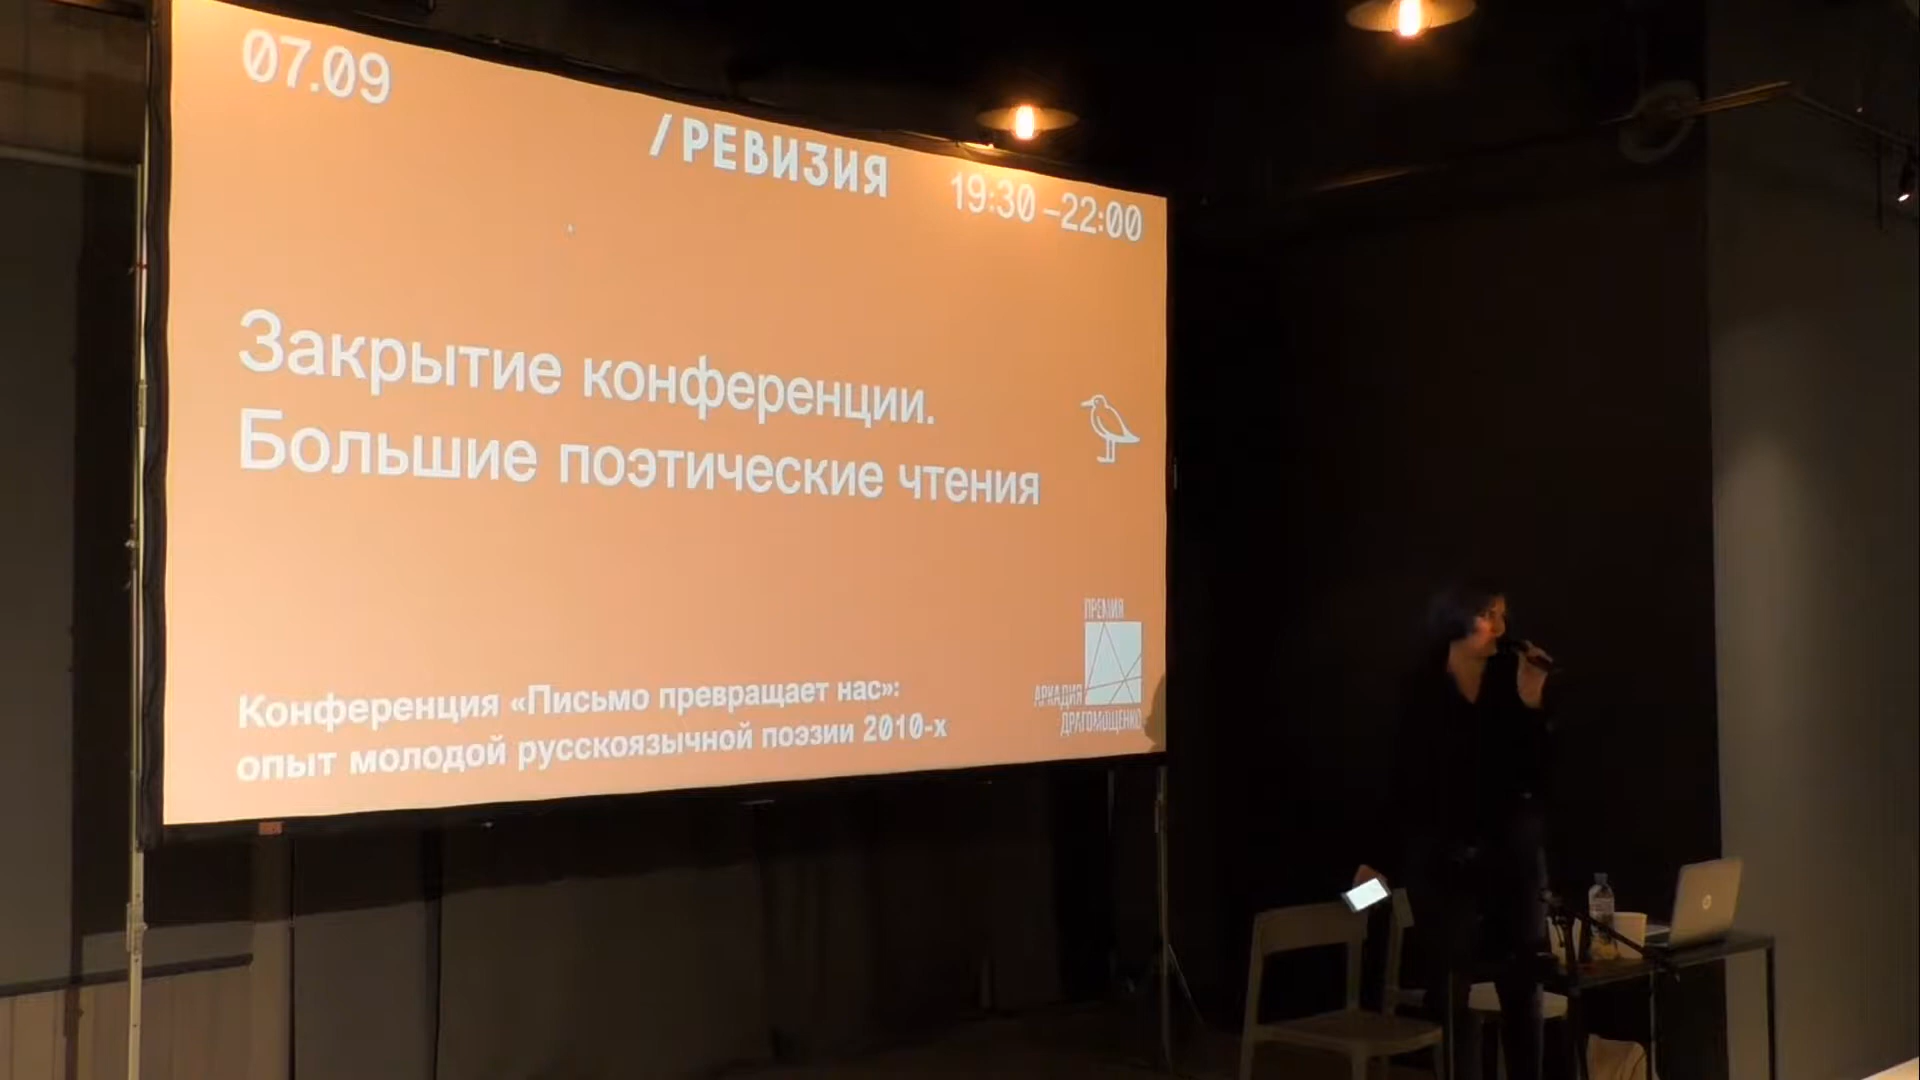 07.09
/РЕВИЗИЯ
19:30–22:00
Закрытие конференции.
Большие поэтические чтения
ПРЕМИЯ
АРКАДИЯ
ДРАГОМОЩЕНКО
Конференция «Письмо превращает нас»:
опыт молодой русскоязычной поэзии 2010-х